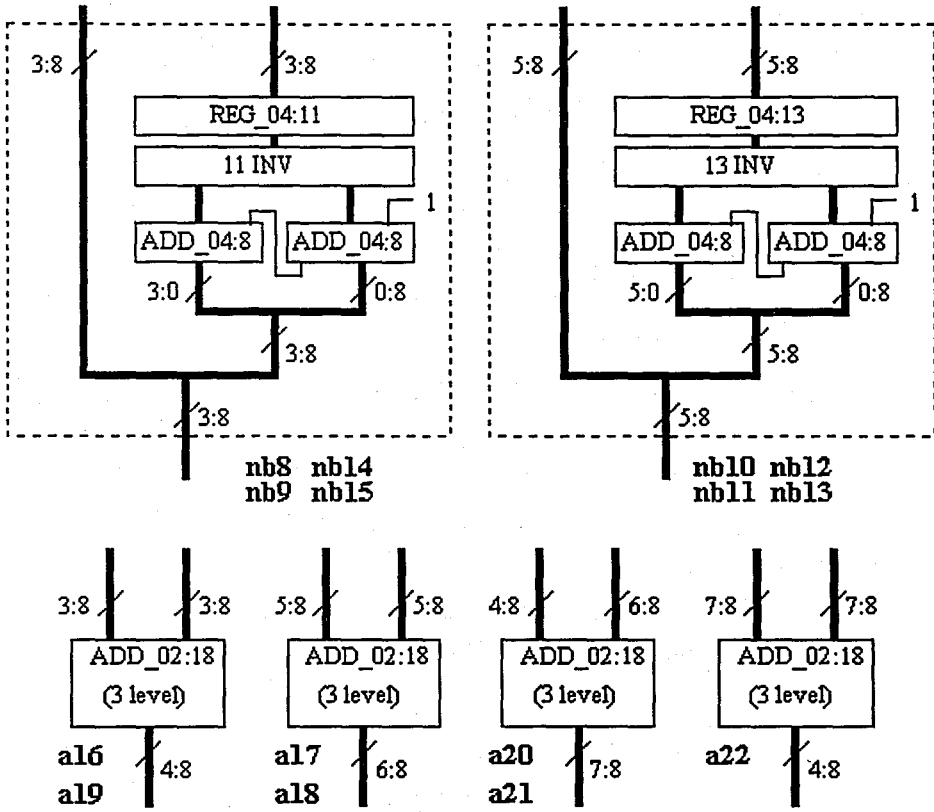 3:8 3:8 5:8 5:8
REG_04:11 REG_04:13
11 INV 13 INV
1 1
ADD_04:8 ADD_04:8 ADD_04:8 ADD_04:8
3:0 0:8 5:0 0:8
3:8 5:8
3:8 5:8
nb8 nb14 nb10 nb12
nb9 nb15 nb11 nb13
3:8 3:8 5:8 5:8 4:8 6:8 7:8 7:8
ADD_02:18 ADD_02:18 ADD_02:18 ADD_02:18
(3 level) (3 level) (3 level) (3 level)
a16 a17 a20 a22
4:8 6:8 7:8 4:8
a19 a18 a21